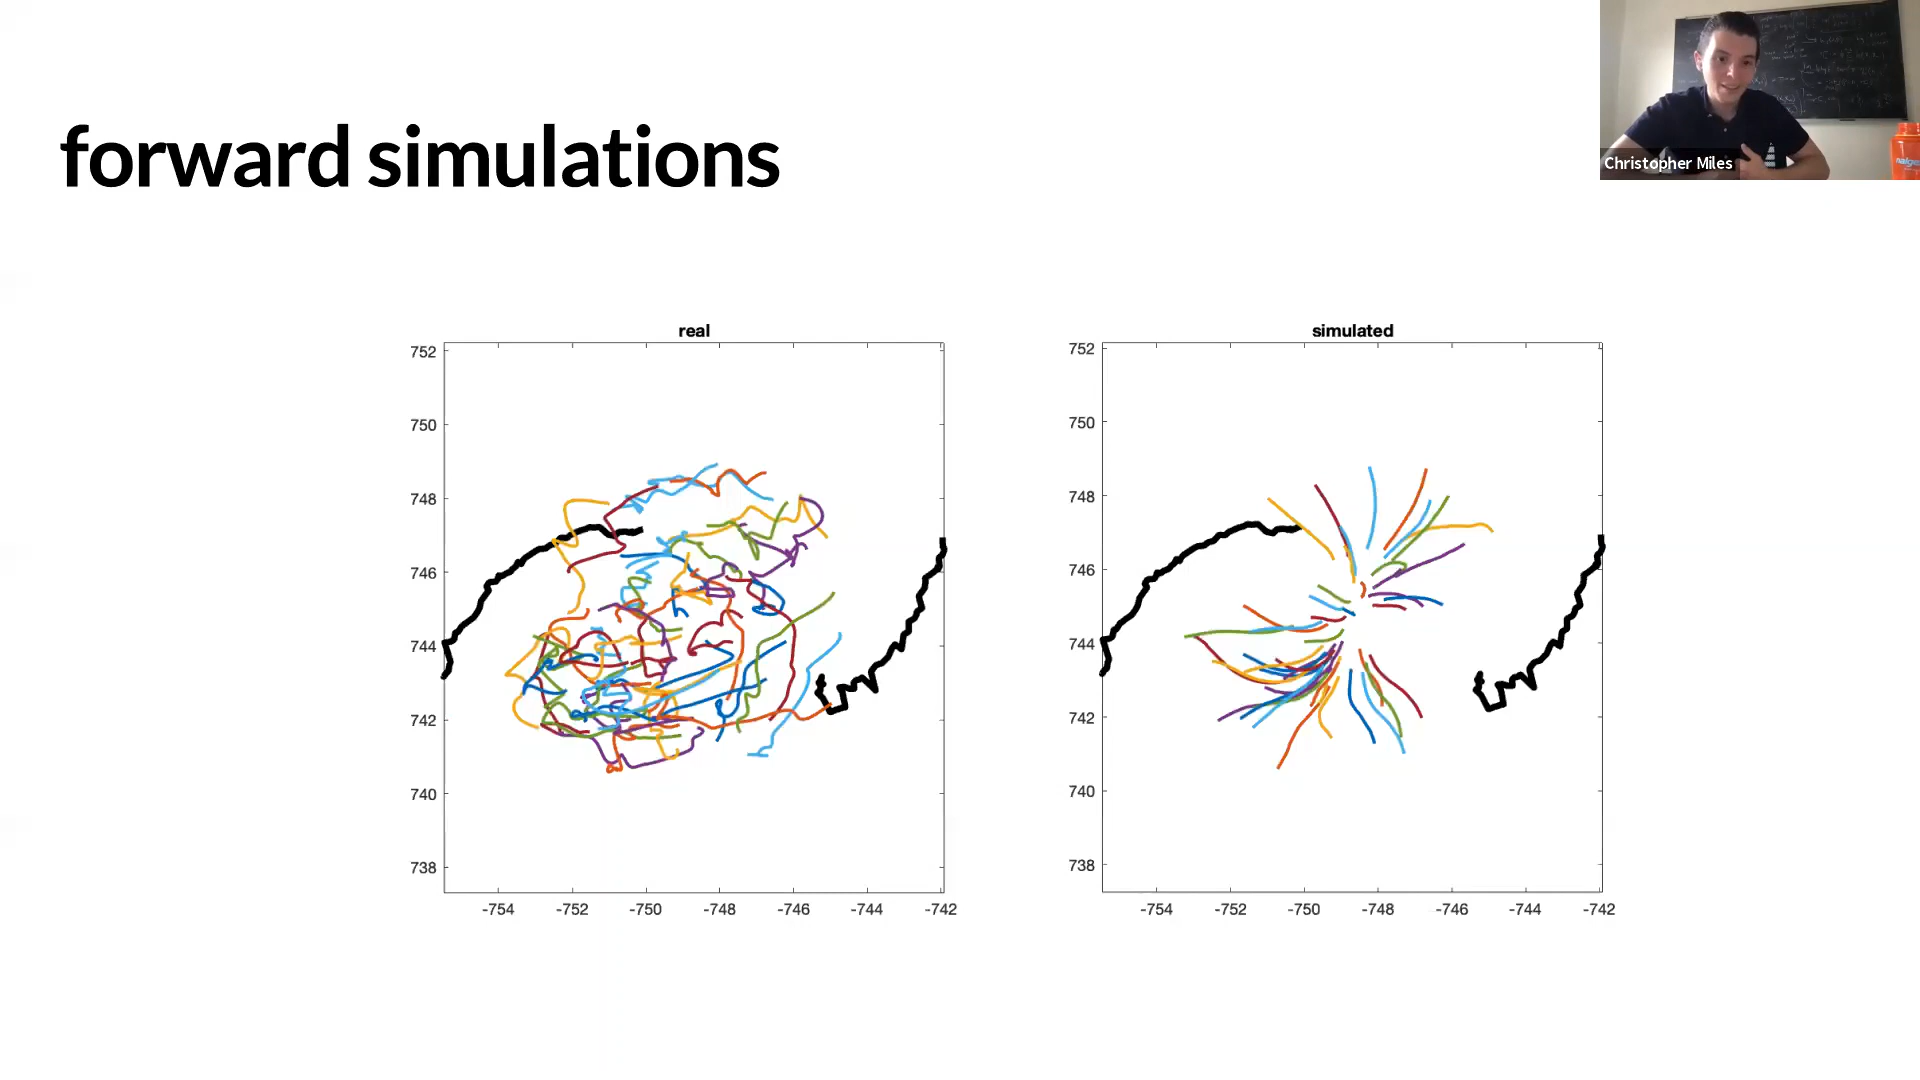 forward simulations
Christopher Miles
real
752
750
748
746
744
742
740
738
-754 -752 -750 -748 -746 -744 -742
simulated
752
750
748
746
744
742
740
738
-754 -752 -750 -748 -746 -744 -742